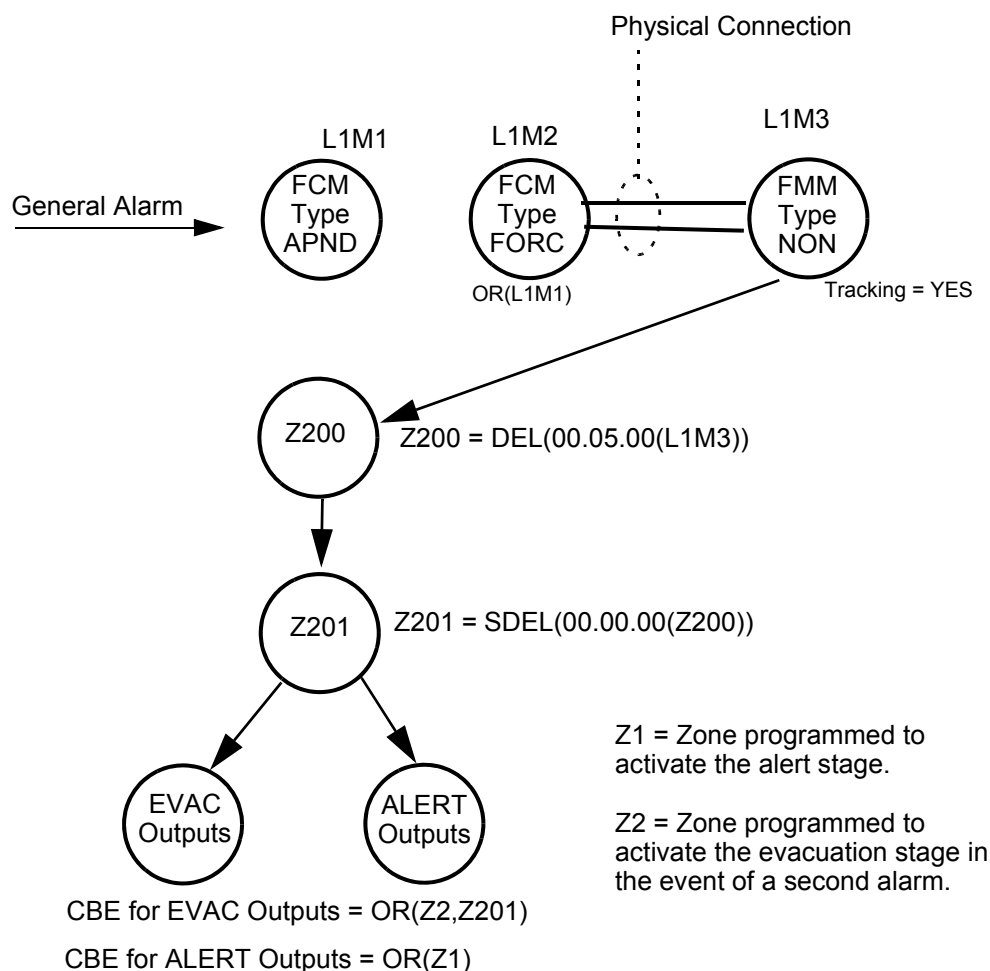 Physical Connection
L1M1
L1M2
L1M3
General Alarm
FCM
Type
APND
FCM
Type
FORC
FMM
Type
NON
OR(L1M1)
Tracking = YES
Z200
Z200 = DEL(00.05.00(L1M3))
Z201
Z201 = SDEL(00.00.00(Z200))
EVAC
Outputs
ALERT
Outputs
Z1 = Zone programmed to
activate the alert stage.
Z2 = Zone programmed to
activate the evacuation stage in
the event of a second alarm.
CBE for EVAC Outputs = OR(Z2,Z201)
CBE for ALERT Outputs = OR(Z1)